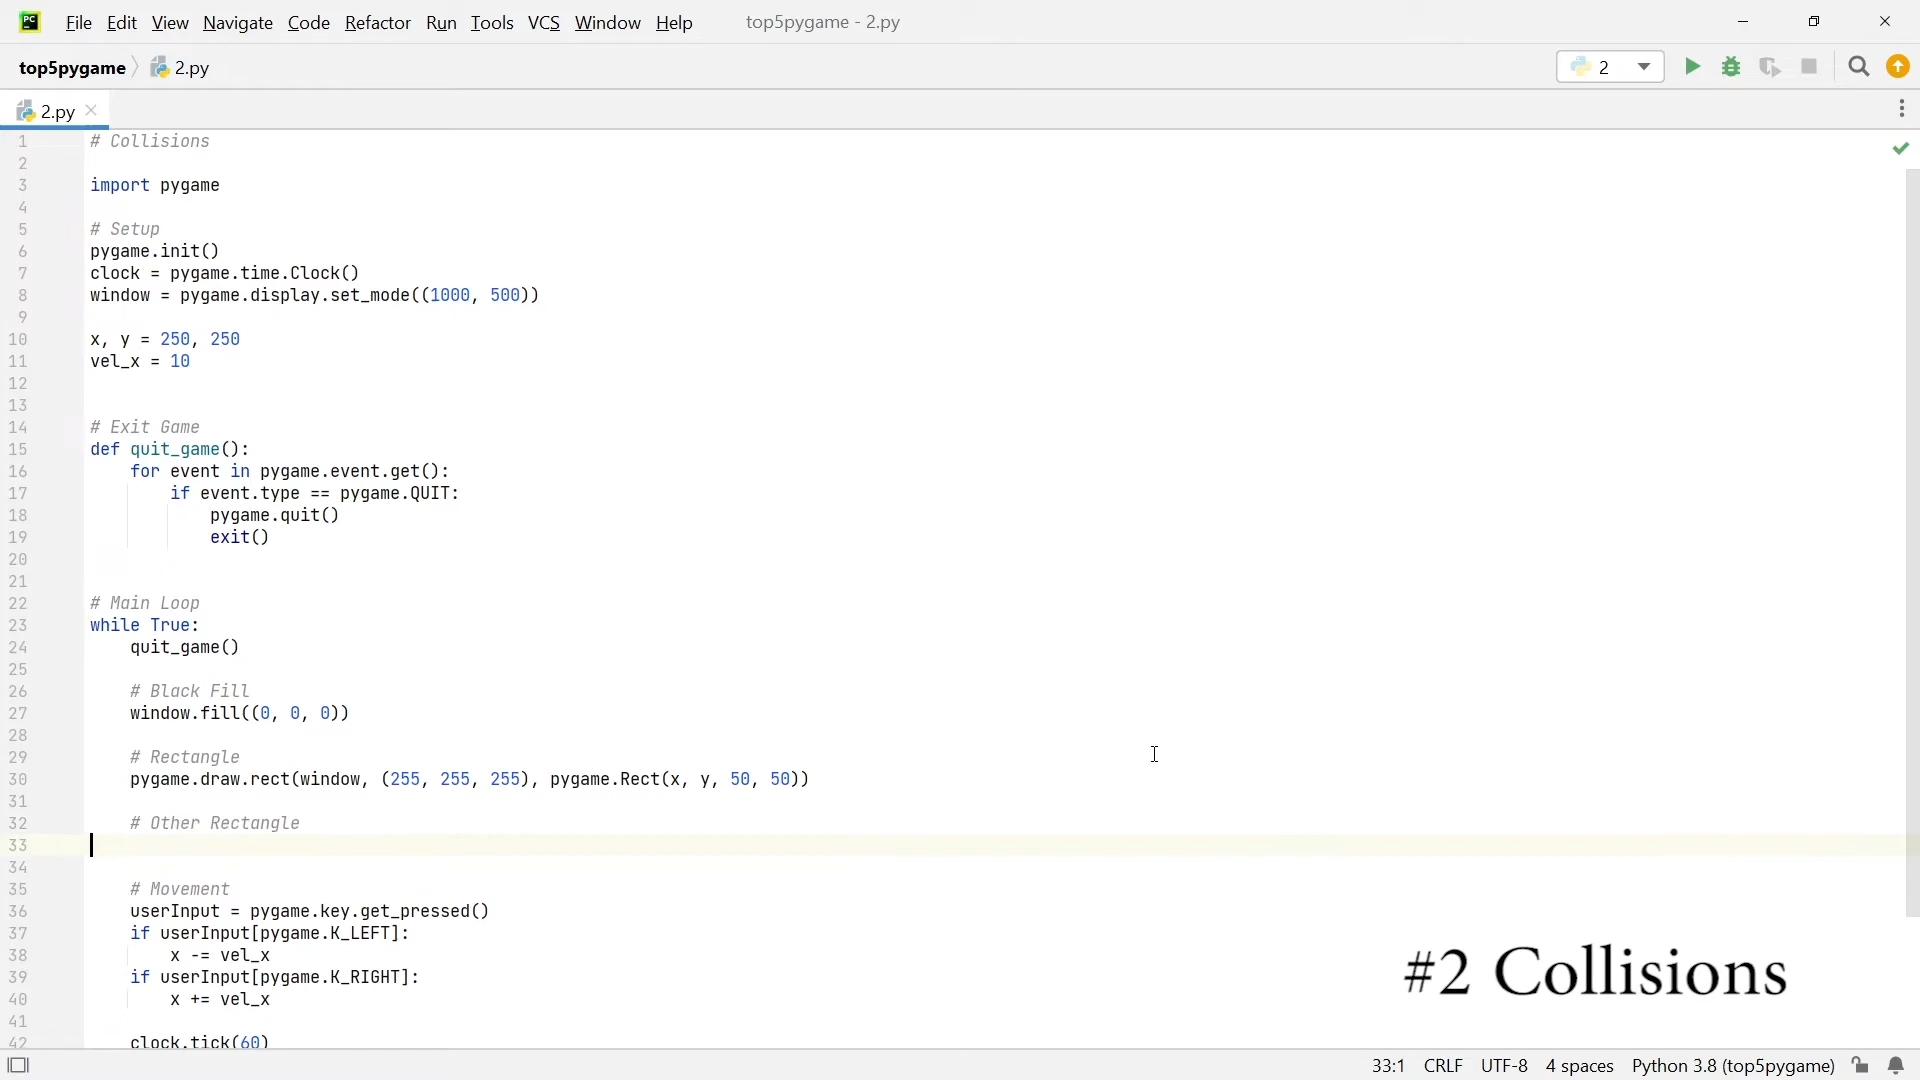 File Edit View Navigate Code Refactor Run Tools VCS Window Help top5pygame - 2.py
top5pygame 2.py 2
2.py
1 # Collisions
2
3 import pygame
4
5 # Setup
6 pygame.init()
7 clock = pygame.time.Clock()
8 window = pygame.display.set_mode((1000, 500))
9
10 x, y = 250, 250
11 vel_x = 10
12
13
14 # Exit Game
15 def quit_game():
16 for event in pygame.event.get():
17 if event.type == pygame.QUIT:
18 pygame.quit()
19 exit()
20
21
22 # Main Loop
23 while True:
24 quit_game()
25
26 # Black Fill
27 window.fill((0, 0, 0))
28
29 # Rectangle
30 pygame.draw.rect(window, (255, 255, 255), pygame.Rect(x, y, 50, 50))
31
32 # Other Rectangle
33
34
35 # Movement
36 userInput = pygame.key.get_pressed()
37 if userInput[pygame.K_LEFT]:
38 x -= vel_x
39 if userInput[pygame.K_RIGHT]:
40 x += vel_x
41
42 clock.tick(60)
#2 Collisions
33:1 CRLF UTF-8 4 spaces Python 3.8 (top5pygame)